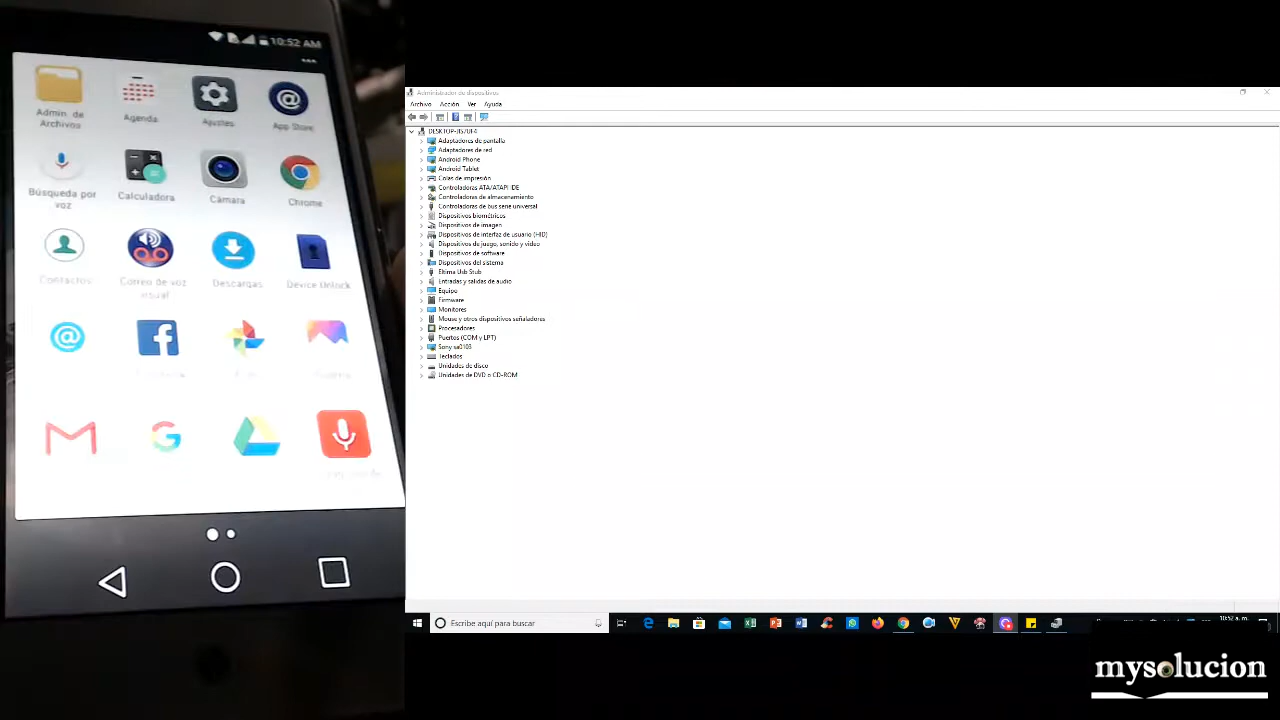 10:52 AM
Admin de Archivos
Agenda
Ajustes
App Store
Búsqueda por voz
Calculadora
Cámara
Chrome
Contactos
Correo de voz visual
Descargas
Device Unlock
Administrador de dispositivos
Archivo Acción Ver Ayuda
Adaptadores de pantalla
Adaptadores de red
Android Phone
Android Tablet
Colas de impresión
Controladoras ATA/ATAPI IDE
Controladoras de almacenamiento
Controladoras de bus serie universal
Dispositivos biométricos
Dispositivos de imagen
Dispositivos de interfaz de usuario (HID)
Dispositivos de juego, sonido y video
Dispositivos de software
Dispositivos del sistema
Eltima Usb Stub
Entradas y salidas de audio
Equipo
Firmware
Monitores
Mouse y otros dispositivos señaladores
Procesadores
Puertos (COM y LPT)
Sony sa0103
Teclados
Unidades de disco
Unidades de DVD o CD-ROM
Escribe aquí para buscar
10:52 a. m.
mysolucion